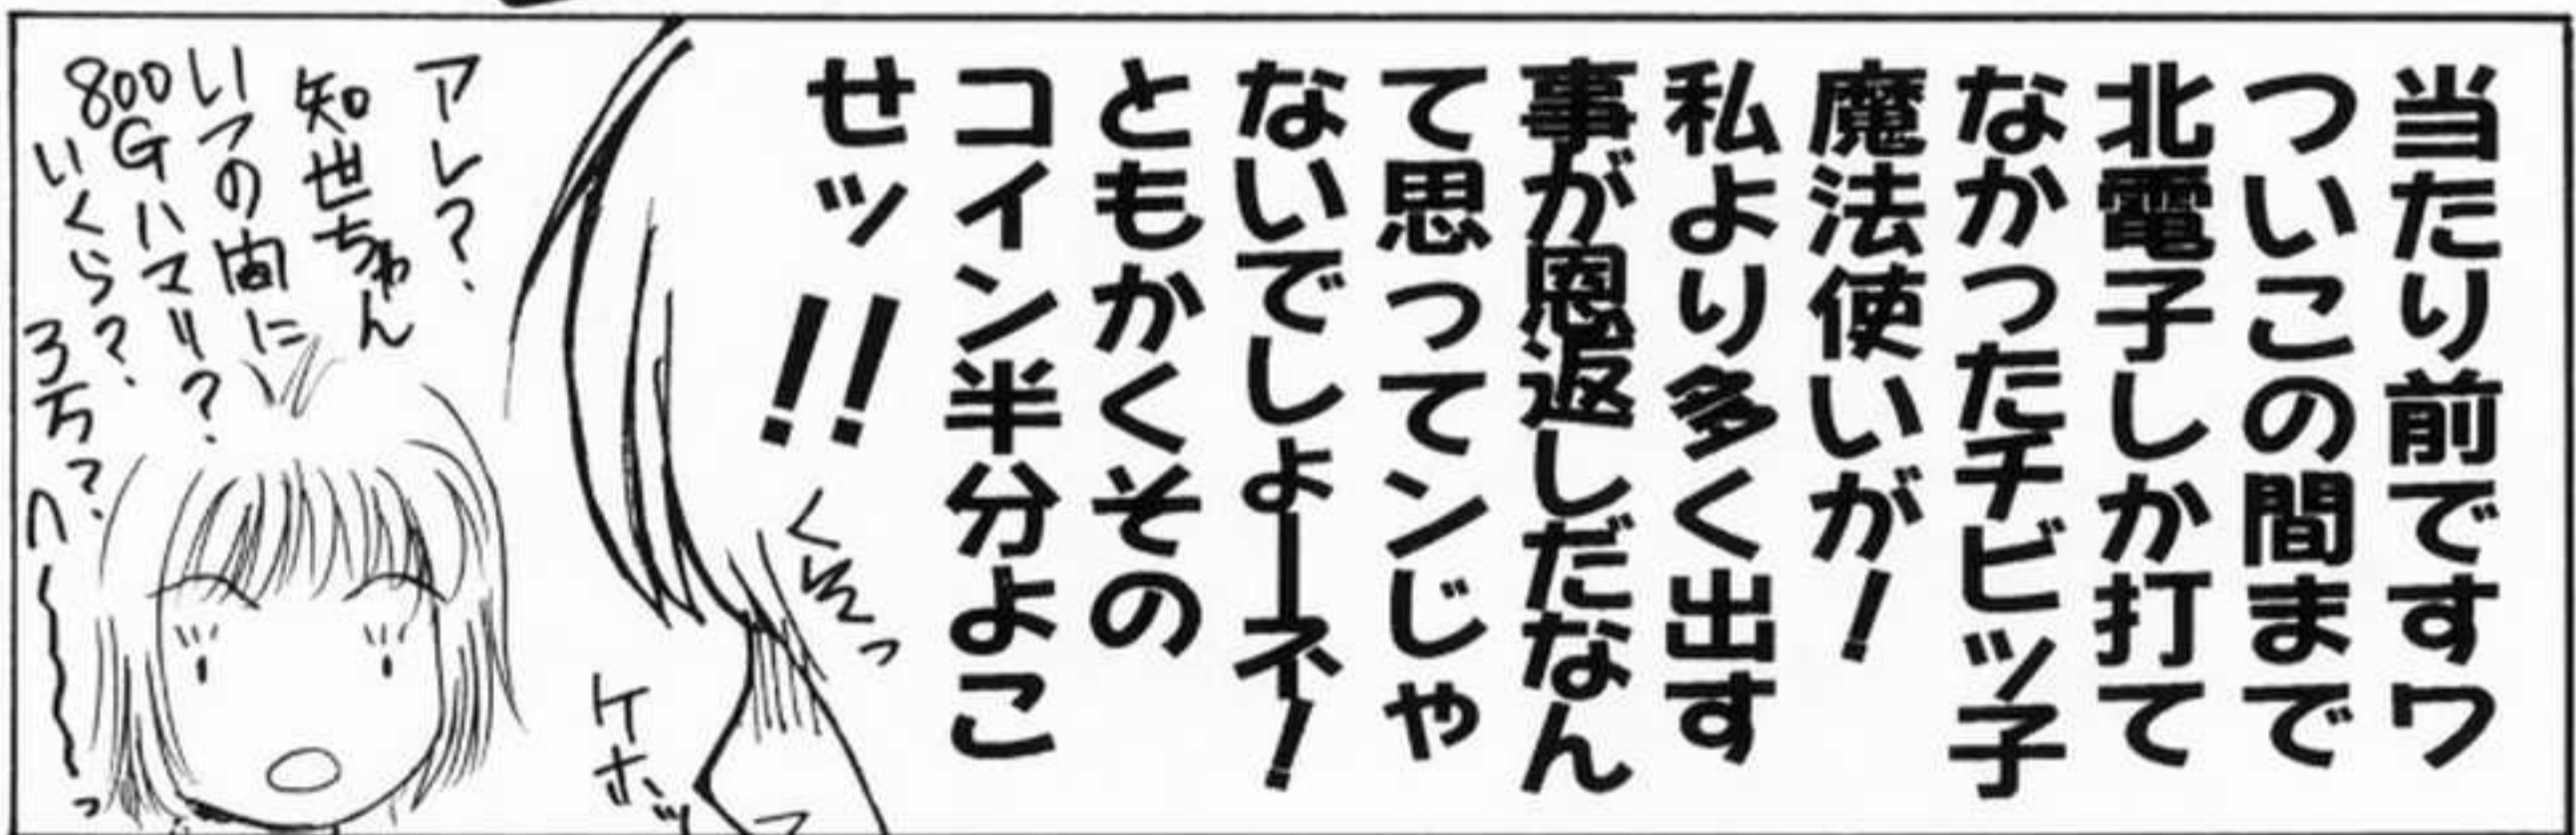 当たり前ですワ
ついこの間まで
北電子しか打て
なかったチビッ子
魔法使いが!
私より多く出す
事が恩返しだなん
て思ってンじゃ
ないでしょーネ!
ともかくその
コイン半分よこ
せッ!!
ケホッ
アレ?
知世ちゃん
いつの間に
800Gハマリ?
いくら?
3万?
へーっ